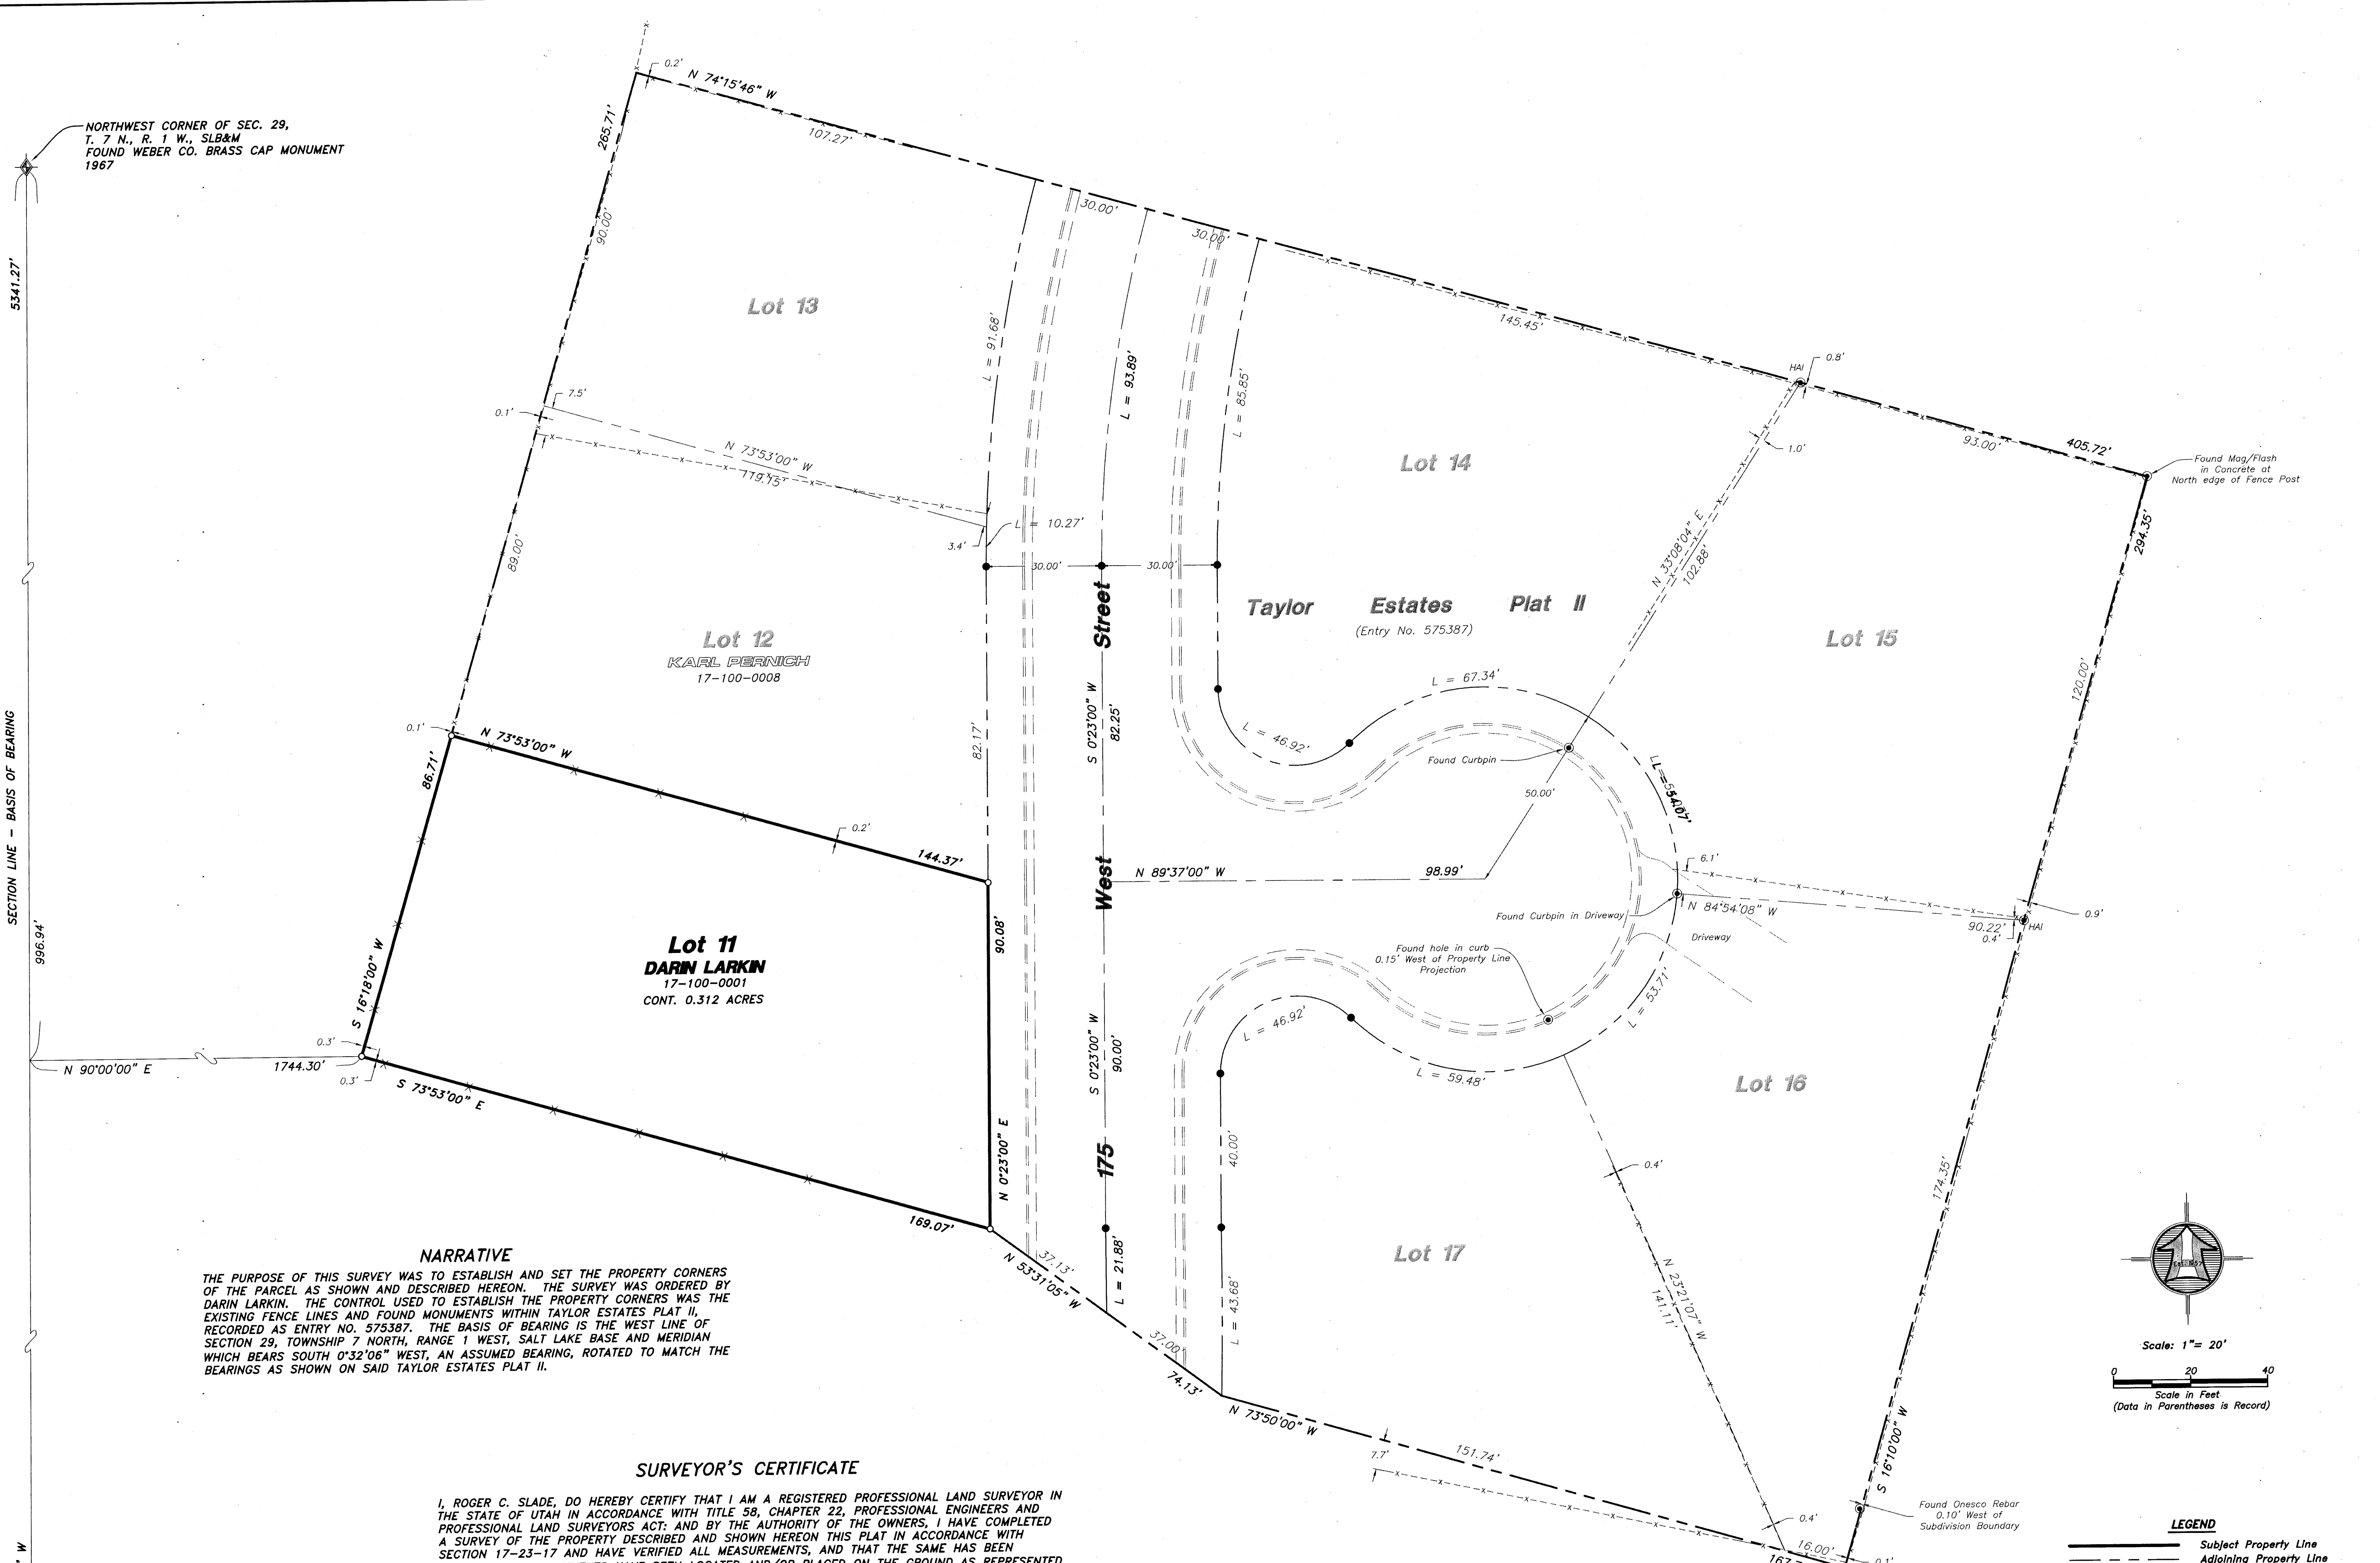 NORTHWEST CORNER OF SEC. 29,
T. 7 N., R. 1 W., SLB&M
FOUND WEBER CO. BRASS CAP MONUMENT
1967
5341.27'
SECTION LINE - BASIS OF BEARING
996.94'
N 90°00'00" E
1744.30'
" W
0.2'
N 74°15'46" W
107.27'
265.71'
90.00'
Lot 13
L = 91.68'
30.00'
30.00'
L = 93.89'
L = 85.85'
145.45'
HAI
0.8'
93.00'
405.72'
1.0'
Found Mag/Flash
in Concrete at
North edge of Fence Post
294.35'
Lot 14
7.5'
0.1'
N 73°53'00" W
119.15'
L = 10.27'
3.4'
30.00'
30.00'
89.00'
Lot 12
KARL PERNICH
17-100-0008
82.17'
Taylor Estates Plat II
(Entry No. 575387)
N 33°08'04" E
102.88'
Lot 15
120.00'
175 West Street
S 0°23'00" W
82.25'
L = 67.34'
L = 46.92'
Found Curbpin
50.00'
54.07'
0.1'
N 73°53'00" W
86.71'
0.2'
144.37'
N 89°37'00" W
98.99'
6.1'
Found Curbpin in Driveway
N 84°54'08" W
90.22'
0.4'
HAI
0.9'
Driveway
Found hole in curb
0.15' West of Property Line
Projection
Lot 11
DARIN LARKIN
17-100-0001
CONT. 0.312 ACRES
90.08'
S 16°18'00" W
0.3'
0.3'
S 73°53'00" E
169.07'
N 0°23'00" E
S 0°23'00" W
90.00'
L = 46.92'
L = 53.71'
L = 59.48'
Lot 16
40.00'
0.4'
174.35'
Lot 17
N 23°21'07" W
141.11'
L = 21.88'
L = 43.68'
37.13'
N 53°31'05" W
37.00'
74.13'
N 73°50'00" W
151.74'
7.7'
0.4'
16.00'
167
0.1'
S 16°10'00" W
Found Onesco Rebar
0.10' West of
Subdivision Boundary
Scale: 1"= 20'
0 20 40
Scale in Feet
(Data in Parentheses is Record)
LEGEND
Subject Property Line
Adjoining Property Line
NARRATIVE
THE PURPOSE OF THIS SURVEY WAS TO ESTABLISH AND SET THE PROPERTY CORNERS
OF THE PARCEL AS SHOWN AND DESCRIBED HEREON. THE SURVEY WAS ORDERED BY
DARIN LARKIN. THE CONTROL USED TO ESTABLISH THE PROPERTY CORNERS WAS THE
EXISTING FENCE LINES AND FOUND MONUMENTS WITHIN TAYLOR ESTATES PLAT II,
RECORDED AS ENTRY NO. 575387. THE BASIS OF BEARING IS THE WEST LINE OF
SECTION 29, TOWNSHIP 7 NORTH, RANGE 1 WEST, SALT LAKE BASE AND MERIDIAN
WHICH BEARS SOUTH 0°32'06" WEST, AN ASSUMED BEARING, ROTATED TO MATCH THE
BEARINGS AS SHOWN ON SAID TAYLOR ESTATES PLAT II.
SURVEYOR'S CERTIFICATE
I, ROGER C. SLADE, DO HEREBY CERTIFY THAT I AM A REGISTERED PROFESSIONAL LAND SURVEYOR IN
THE STATE OF UTAH IN ACCORDANCE WITH TITLE 58, CHAPTER 22, PROFESSIONAL ENGINEERS AND
PROFESSIONAL LAND SURVEYORS ACT: AND BY THE AUTHORITY OF THE OWNERS, I HAVE COMPLETED
A SURVEY OF THE PROPERTY DESCRIBED AND SHOWN HEREON THIS PLAT IN ACCORDANCE WITH
SECTION 17-23-17 AND HAVE VERIFIED ALL MEASUREMENTS, AND THAT THE SAME HAS BEEN
HAVE BEEN LOCATED AND/OR PLACED ON THE GROUND AS REPRESENTED